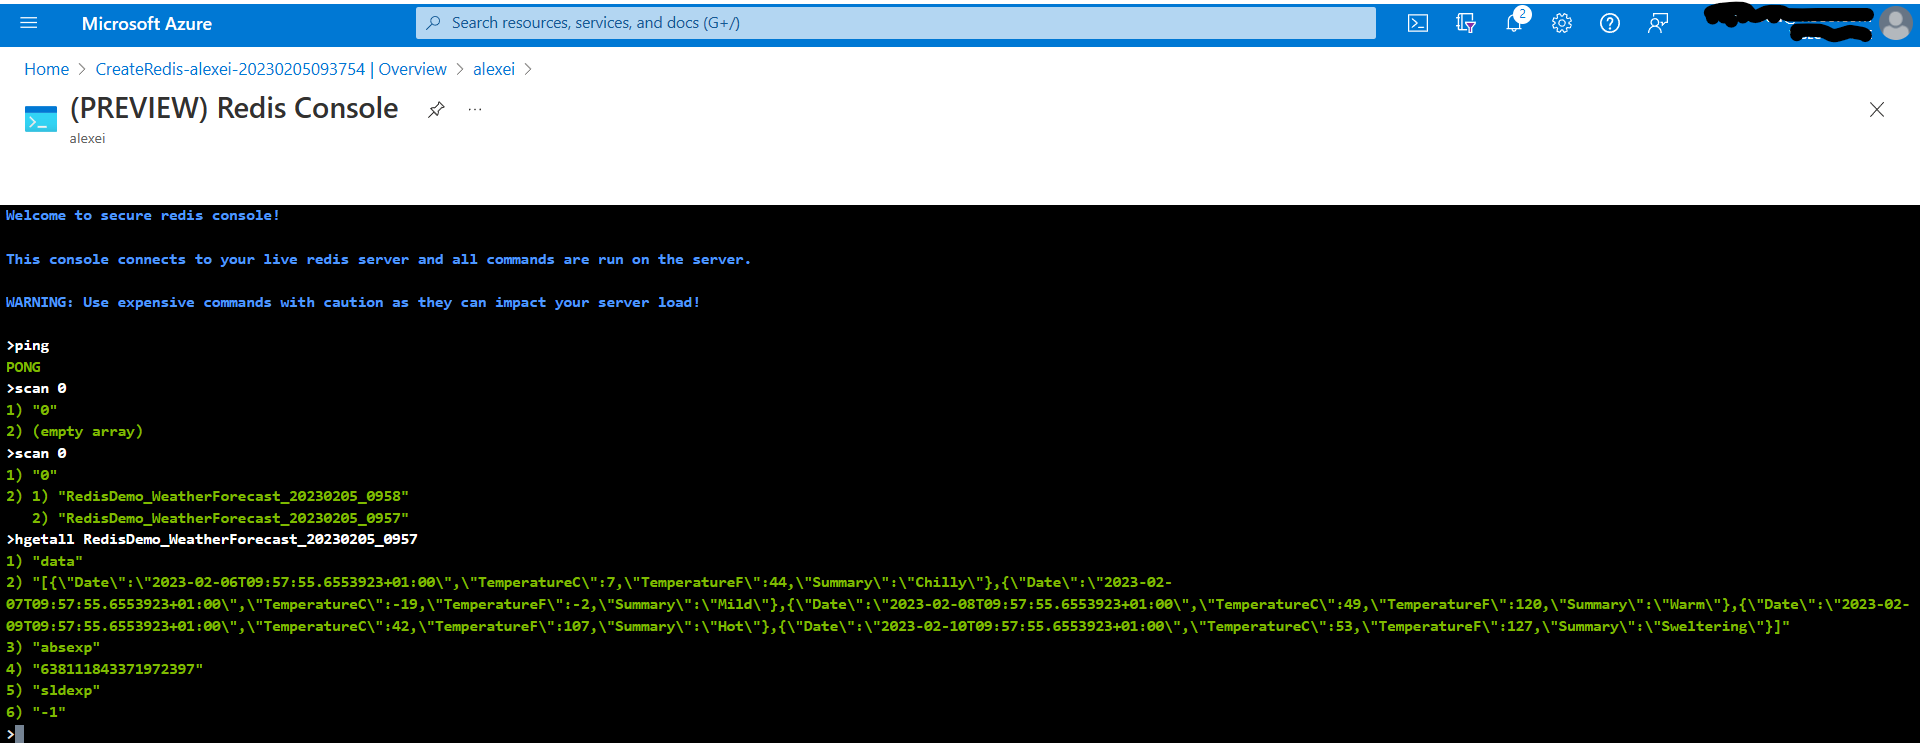 Microsoft Azure
Search resources, services, and docs (G+/)
2
Home > CreateRedis-alexei-20230205093754 | Overview > alexei >
(PREVIEW) Redis Console
...
alexei
Welcome to secure redis console!
This console connects to your live redis server and all commands are run on the server.
WARNING: Use expensive commands with caution as they can impact your server load!
>ping
PONG
>scan 0
1) "0"
2) (empty array)
>scan 0
1) "0"
2) 1) "RedisDemo_WeatherForecast_20230205_0958"
   2) "RedisDemo_WeatherForecast_20230205_0957"
>hgetall RedisDemo_WeatherForecast_20230205_0957
1) "data"
2) "[{\"Date\":\"2023-02-06T09:57:55.6553923+01:00\",\"TemperatureC\":7,\"TemperatureF\":44,\"Summary\":\"Chilly\"},{\"Date\":\"2023-02-
07T09:57:55.6553923+01:00\",\"TemperatureC\":-19,\"TemperatureF\":-2,\"Summary\":\"Mild\"},{\"Date\":\"2023-02-08T09:57:55.6553923+01:00\",\"TemperatureC\":49,\"TemperatureF\":120,\"Summary\":\"Warm\"},{\"Date\":\"2023-02-
09T09:57:55.6553923+01:00\",\"TemperatureC\":42,\"TemperatureF\":107,\"Summary\":\"Hot\"},{\"Date\":\"2023-02-10T09:57:55.6553923+01:00\",\"TemperatureC\":53,\"TemperatureF\":127,\"Summary\":\"Sweltering\"}]"
3) "absexp"
4) "638111843371972397"
5) "sldexp"
6) "-1"
>